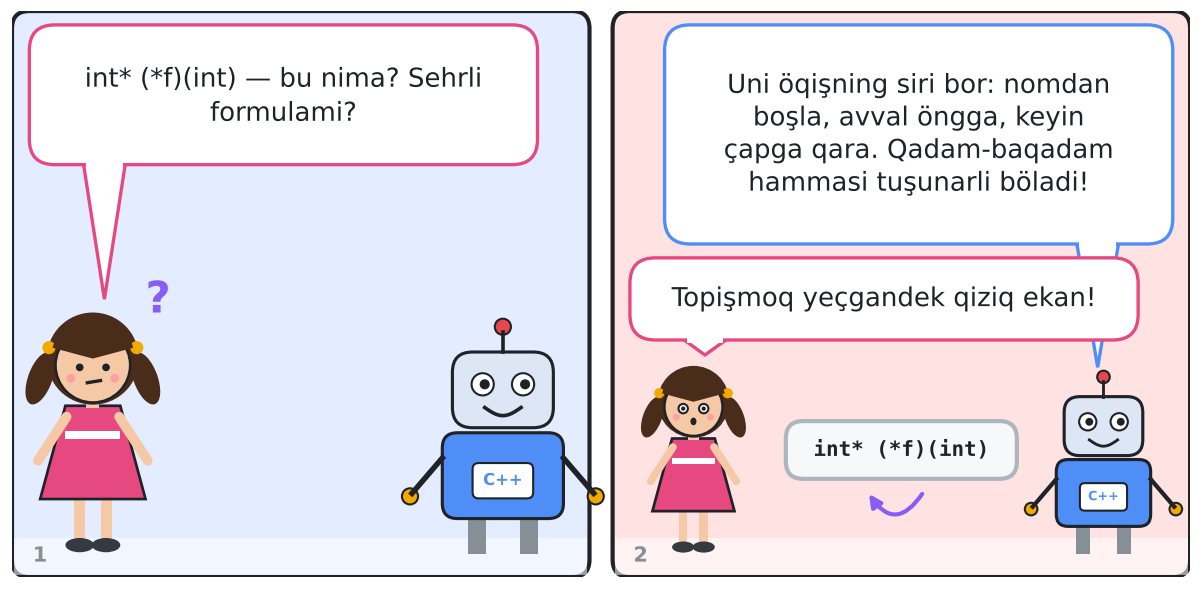 int* (*f)(int) — bu nima? Sehrli
formulami?
?
C++
1
Uni öqişning siri bor: nomdan
boşla, avval öngga, keyin
çapga qara. Qadam-baqadam
hammasi tuşunarli böladi!
Topişmoq yeçgandek qiziq ekan!
int* (*f)(int)
C++
2